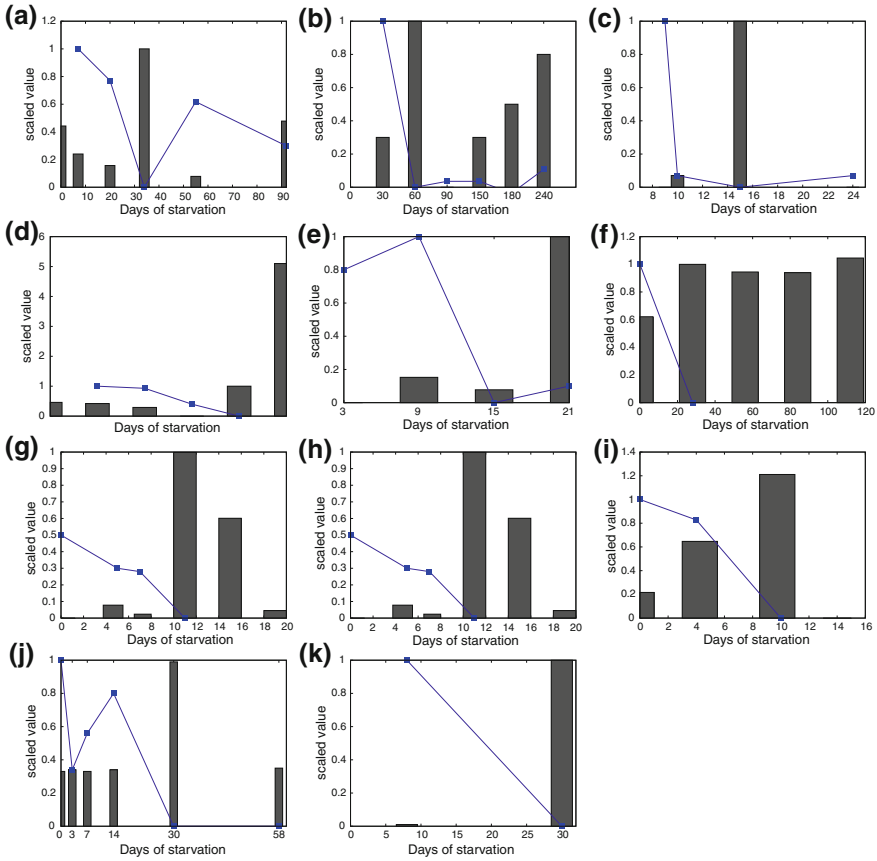 (a)
scaled value
1.2
1
0.8
0.6
0.4
0.2
0
0 10 20 30 40 50 60 70 80 90
Days of starvation
(b)
scaled value
1
0.8
0.6
0.4
0.2
0
0 30 60 90 150 180 240
Days of starvation
(c)
scaled value
1
0.8
0.6
0.4
0.2
0
8 10 12 14 16 18 20 22 24
Days of starvation
(d)
scaled value
6
5
4
3
2
1
0
Days of starvation
(e)
scaled value
1
0.8
0.6
0.4
0.2
0
3 9 15 21
Days of starvation
(f)
scaled value
1.2
1
0.8
0.6
0.4
0.2
0
0 20 40 60 80 100 120
Days of starvation
(g)
scaled value
1
0.9
0.8
0.7
0.6
0.5
0.4
0.3
0.2
0.1
0
0 2 4 6 8 10 12 14 16 18 20
Days of starvation
(h)
scaled value
1
0.9
0.8
0.7
0.6
0.5
0.4
0.3
0.2
0.1
0
0 2 4 6 8 10 12 14 16 18 20
Days of starvation
(i)
scaled value
1.4
1.2
1
0.8
0.6
0.4
0.2
0
0 2 4 6 8 10 12 14 16
Days of starvation
(j)
scaled value
1
0.8
0.6
0.4
0.2
0
0 3 7 14 30 58
Days of starvation
(k)
scaled value
1
0.8
0.6
0.4
0.2
0
0 5 10 15 20 25 30
Days of starvation